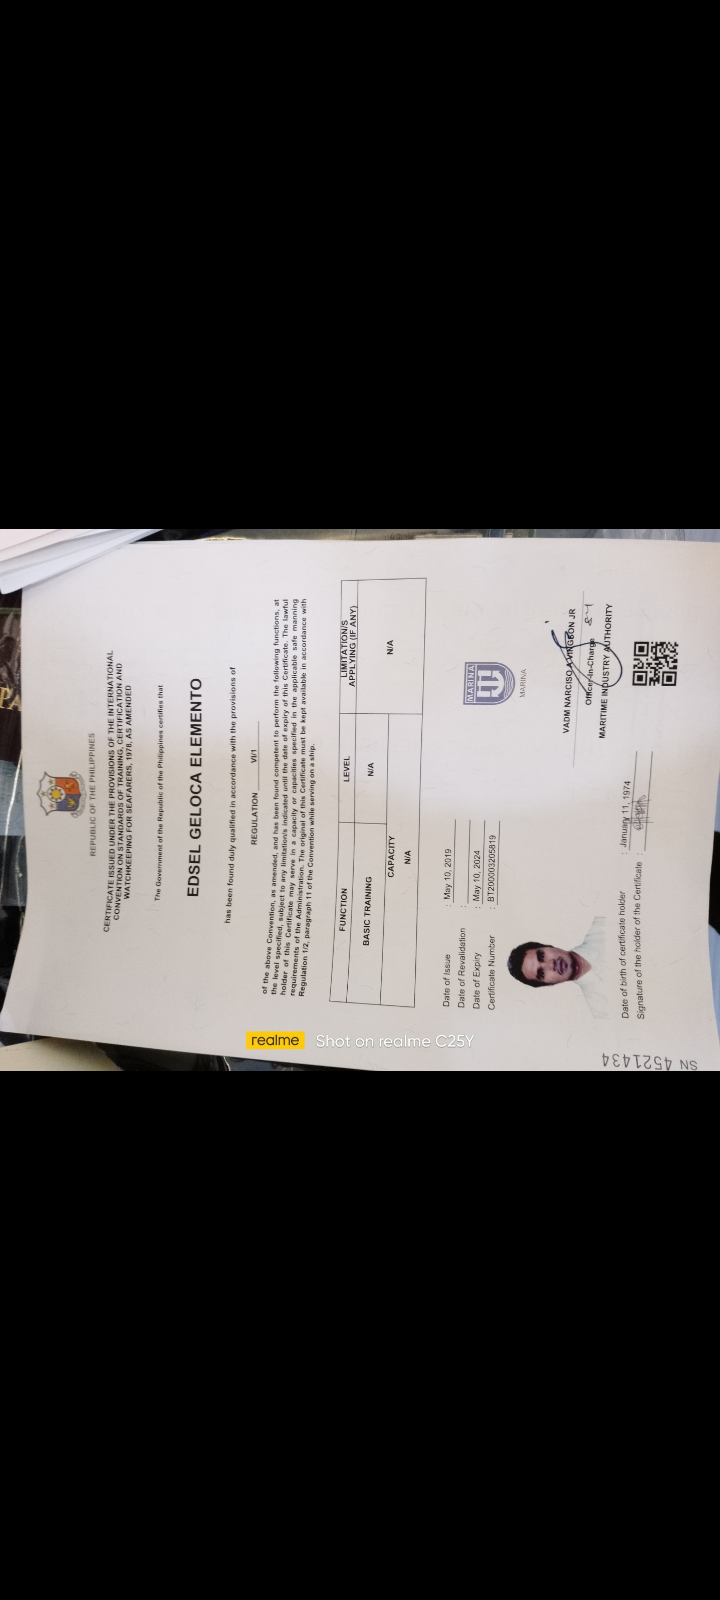 REPUBLIC OF THE PHILIPPINES
CERTIFICATE ISSUED UNDER THE PROVISIONS OF THE INTERNATIONAL
CONVENTION ON STANDARDS OF TRAINING, CERTIFICATION AND
WATCHKEEPING FOR SEAFARERS, 1978, AS AMENDED
The Government of the Republic of the Philippines certifies that
EDSEL GELOCA ELEMENTO
has been found duly qualified in accordance with the provisions of
REGULATION VI/1
of the above Convention, as amended, and has been found competent to perform the following functions, at
the level specified, subject to any limitation/s indicated until the date of expiry of this Certificate. The lawful
holder of this Certificate may serve in a capacity or capacities specified in the applicable safe manning
requirements of the Administration. The original of this Certificate must be kept available in accordance with
Regulation 1/2, paragraph 11 of the Convention while serving on a ship.
FUNCTION LEVEL LIMITATION/S APPLYING (IF ANY)
BASIC TRAINING N/A N/A
CAPACITY
N/A
Date of Issue : May 10, 2019
Date of Revalidation :
Date of Expiry : May 10, 2024
Certificate Number : BT200003205819
MARINA
MARINA
VADM NARCISO A VINGSON JR
Officer-In-Charge
MARITIME INDUSTRY AUTHORITY
Date of birth of certificate holder : January 11, 1974
Signature of the holder of the Certificate :
SN 4521434
realme Shot on realme C25Y